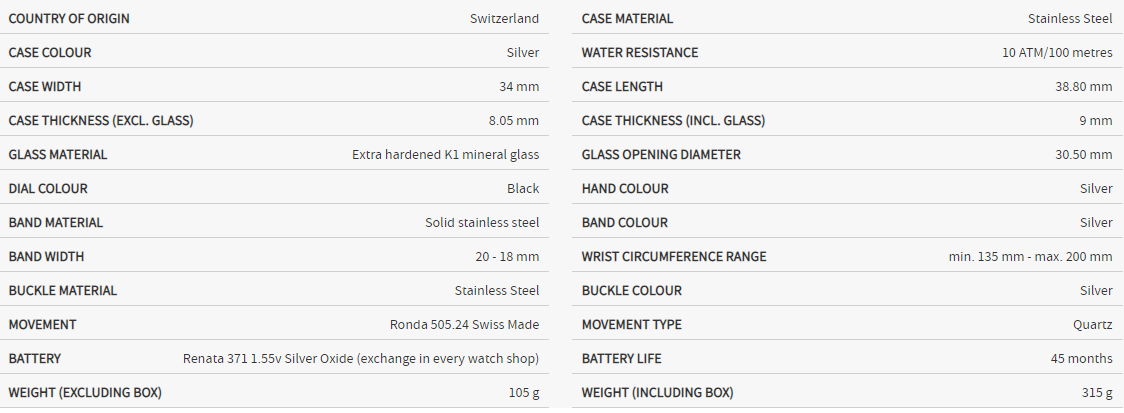 COUNTRY OF ORIGIN Switzerland CASE MATERIAL Stainless Steel
CASE COLOUR Silver WATER RESISTANCE 10 ATM/100 metres
CASE WIDTH 34 mm CASE LENGTH 38.80 mm
CASE THICKNESS (EXCL. GLASS) 8.05 mm CASE THICKNESS (INCL. GLASS) 9 mm
GLASS MATERIAL Extra hardened K1 mineral glass GLASS OPENING DIAMETER 30.50 mm
DIAL COLOUR Black HAND COLOUR Silver
BAND MATERIAL Solid stainless steel BAND COLOUR Silver
BAND WIDTH 20 - 18 mm WRIST CIRCUMFERENCE RANGE min. 135 mm - max. 200 mm
BUCKLE MATERIAL Stainless Steel BUCKLE COLOUR Silver
MOVEMENT Ronda 505.24 Swiss Made MOVEMENT TYPE Quartz
BATTERY Renata 371 1.55v Silver Oxide (exchange in every watch shop) BATTERY LIFE 45 months
WEIGHT (EXCLUDING BOX) 105 g WEIGHT (INCLUDING BOX) 315 g